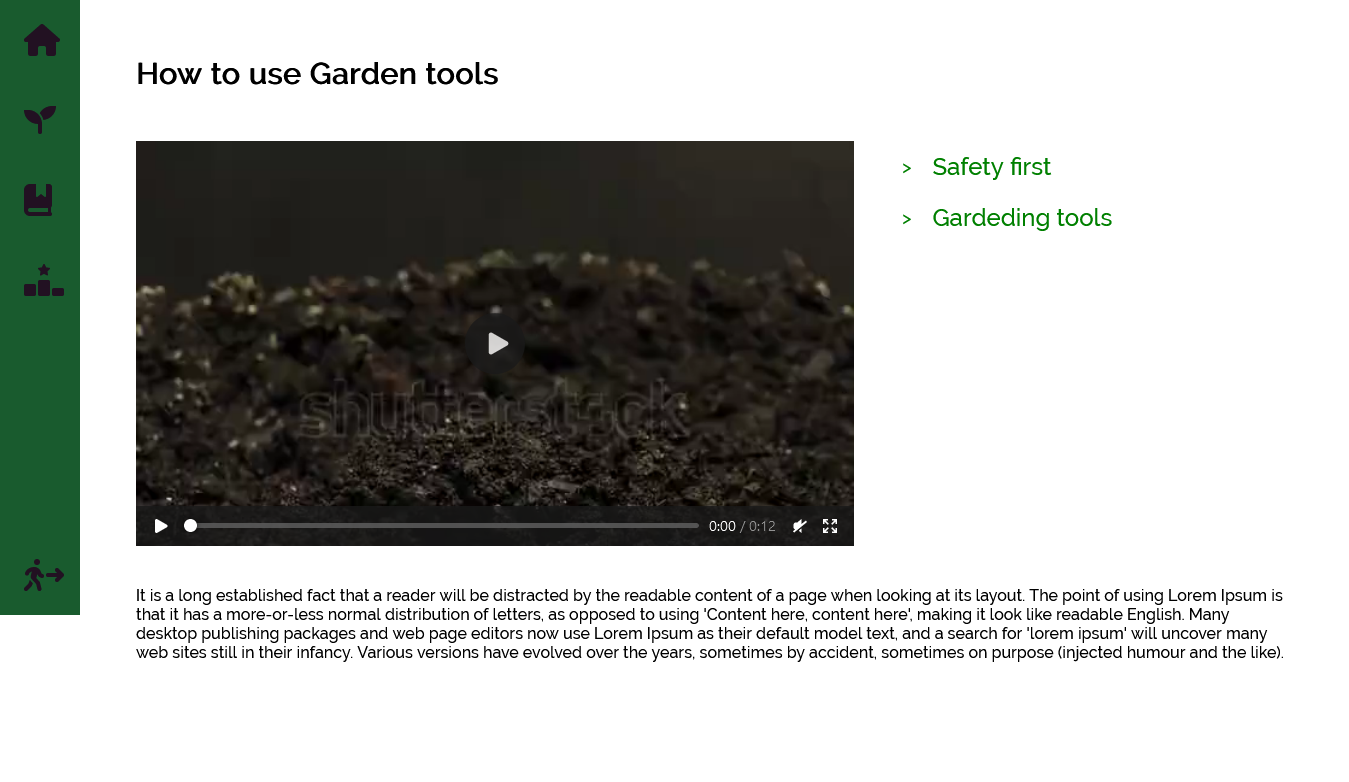 How to use Garden tools
> Safety first
> Gardeding tools
shutterstock
0:00 / 0:12
It is a long established fact that a reader will be distracted by the readable content of a page when looking at its layout. The point of using Lorem Ipsum is
that it has a more-or-less normal distribution of letters, as opposed to using 'Content here, content here', making it look like readable English. Many
desktop publishing packages and web page editors now use Lorem Ipsum as their default model text, and a search for 'lorem ipsum' will uncover many
web sites still in their infancy. Various versions have evolved over the years, sometimes by accident, sometimes on purpose (injected humour and the like).